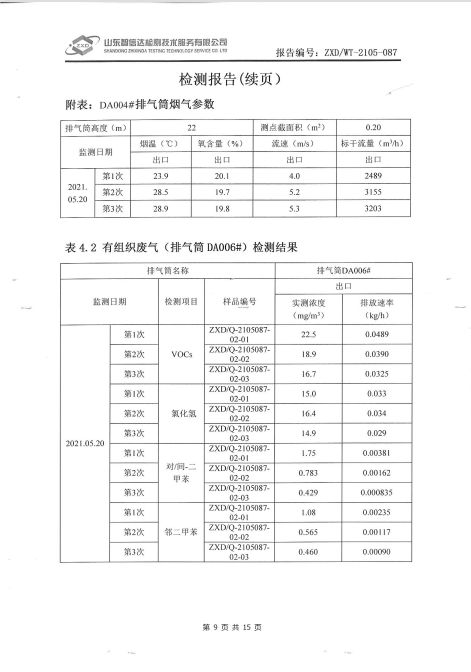 ZXD
山东智信达检测技术服务有限公司
SHANDONG ZHIXINDA TESTING TECHNOLOGY SERVICE CO. LTD
报告编号：ZXD/WT-2105-087
检测报告(续页)
附表：DA004#排气筒烟气参数
排气筒高度（m） 22 测点截面积（m²） 0.20
监测日期 烟温（℃） 氧含量（%） 流速（m/s） 标干流量（m³/h）
出口 出口 出口 出口
2021.05.20 第1次 23.9 20.1 4.0 2489
第2次 28.5 19.7 5.2 3155
第3次 28.9 19.8 5.3 3203
表 4.2 有组织废气（排气筒 DA006#）检测结果
排气筒名称 排气筒DA006#
监测日期 检测项目 样品编号 出口
实测浓度（mg/m³） 排放速率（kg/h）
2021.05.20 第1次 VOCs ZXD/Q-2105087-02-01 22.5 0.0489
第2次 ZXD/Q-2105087-02-02 18.9 0.0390
第3次 ZXD/Q-2105087-02-03 16.7 0.0325
第1次 氯化氢 ZXD/Q-2105087-02-01 15.0 0.033
第2次 ZXD/Q-2105087-02-02 16.4 0.034
第3次 ZXD/Q-2105087-02-03 14.9 0.029
第1次 对/间-二甲苯 ZXD/Q-2105087-02-01 1.75 0.00381
第2次 ZXD/Q-2105087-02-02 0.783 0.00162
第3次 ZXD/Q-2105087-02-03 0.429 0.000835
第1次 邻二甲苯 ZXD/Q-2105087-02-01 1.08 0.00235
第2次 ZXD/Q-2105087-02-02 0.565 0.00117
第3次 ZXD/Q-2105087-02-03 0.460 0.00090
第 9 页 共 15 页